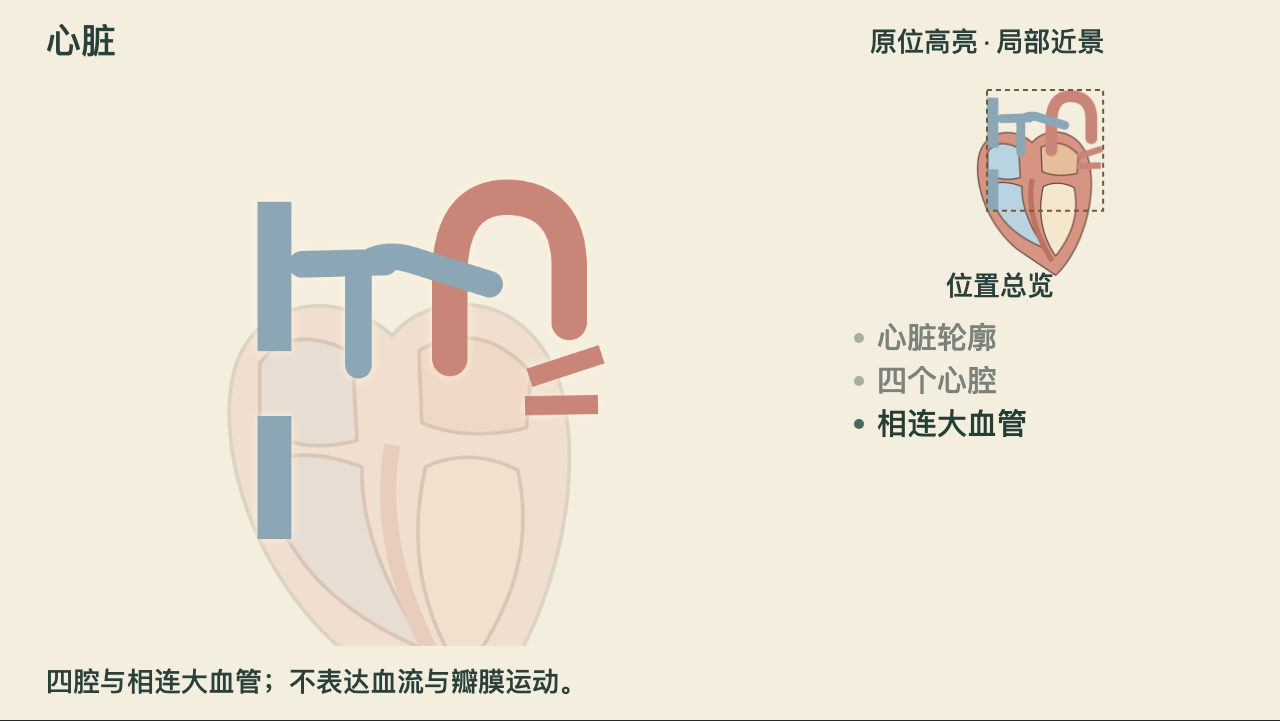 心脏
原位高亮 · 局部近景
位置总览
心脏轮廓
四个心腔
相连大血管
四腔与相连大血管；不表达血流与瓣膜运动。